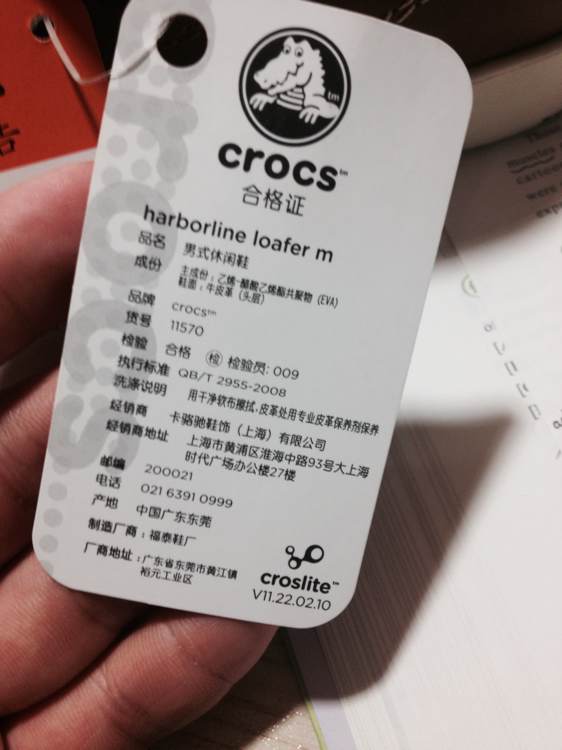 告
tm
crocs™
合格证
harborline loafer m
品名 男式休闲鞋
成份 主成份：乙烯-醋酸乙烯酯共聚物 (EVA)
鞋面：牛皮革（头层）
品牌 crocs™
货号 11570
检验 合格 检 检验员: 009
执行标准 QB/T 2955-2008
洗涤说明 用干净软布擦拭，皮革处用专业皮革保养剂保养
经销商 卡骆驰鞋饰（上海）有限公司
经销商地址 上海市黄浦区淮海中路93号大上海
时代广场办公楼27楼
邮编 200021
电话 021 6391 0999
产地 中国广东东莞
制造厂商：福泰鞋厂
厂商地址：广东省东莞市黄江镇
裕元工业区
croslite™
V11.22.02.10
crocs
muscles
were